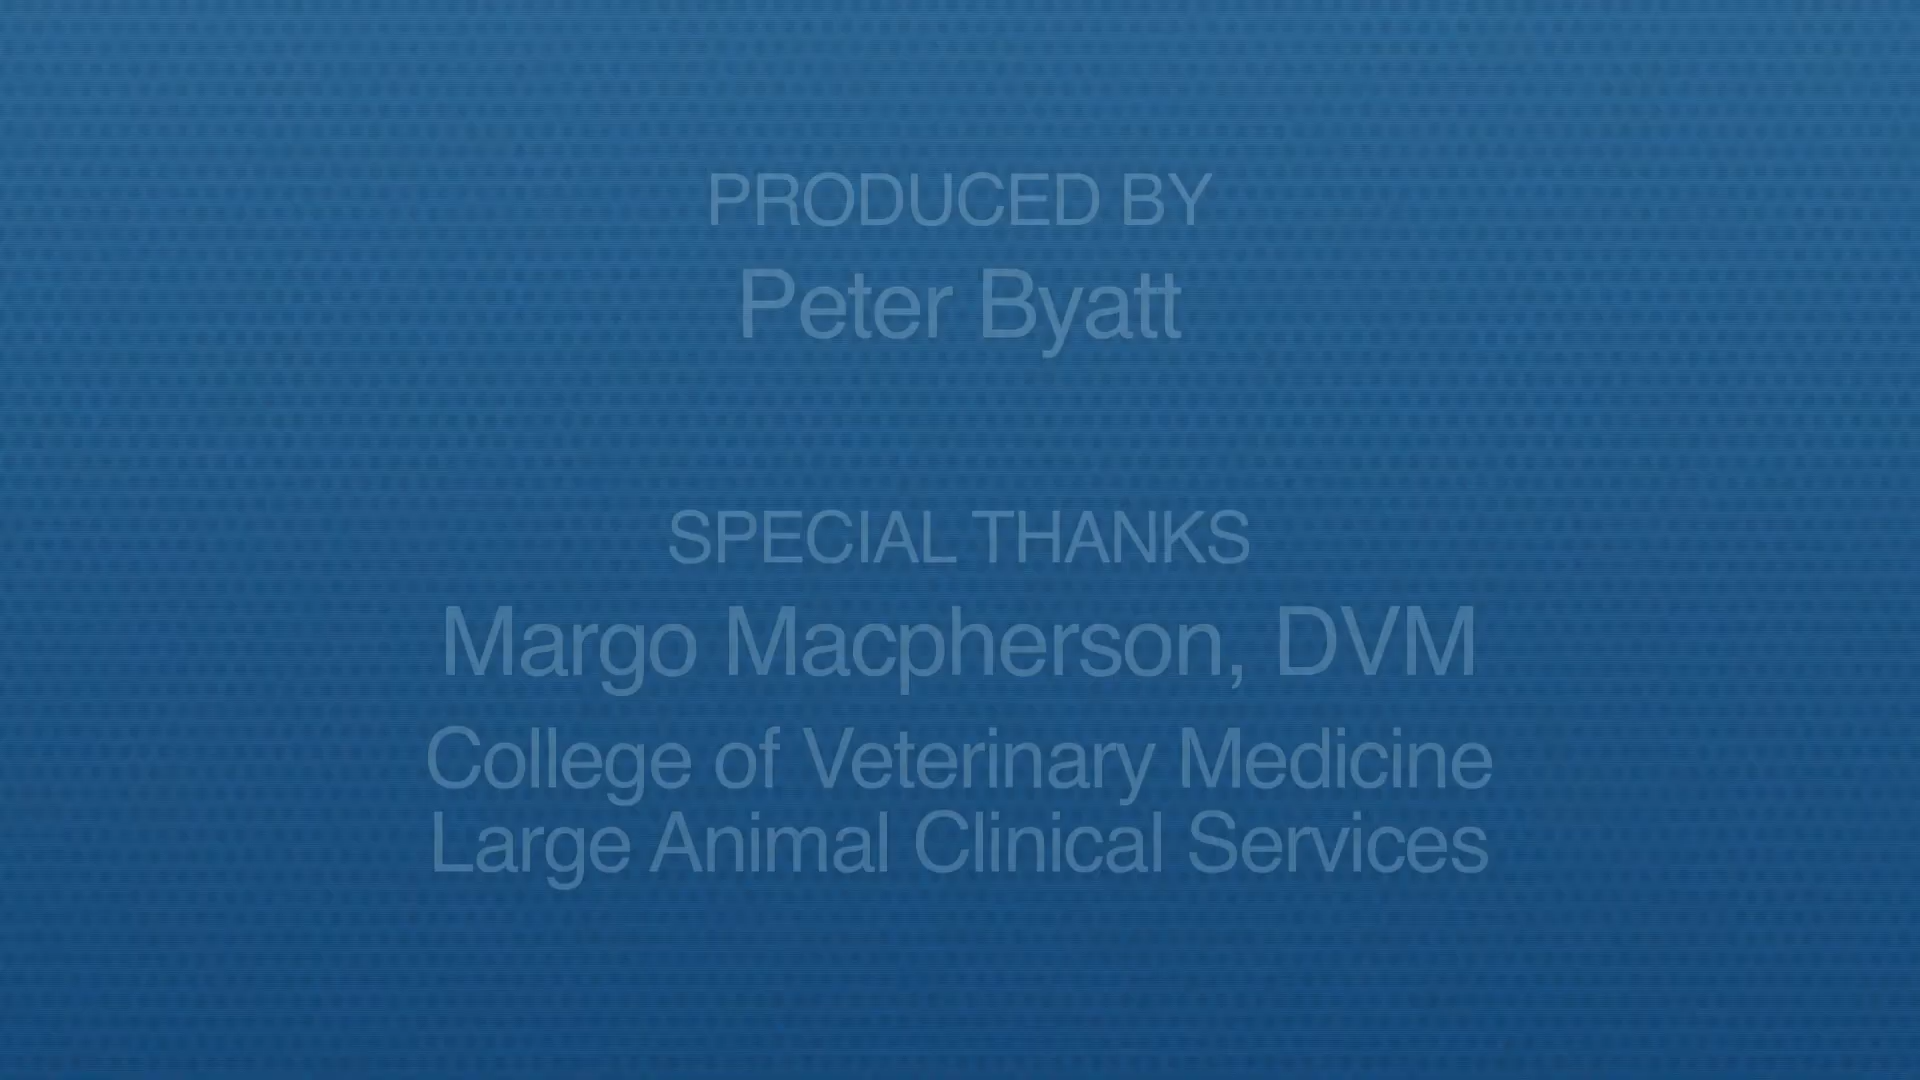 PRODUCED BY
Peter Byatt
SPECIAL THANKS
Margo Macpherson, DVM
College of Veterinary Medicine
Large Animal Clinical Services